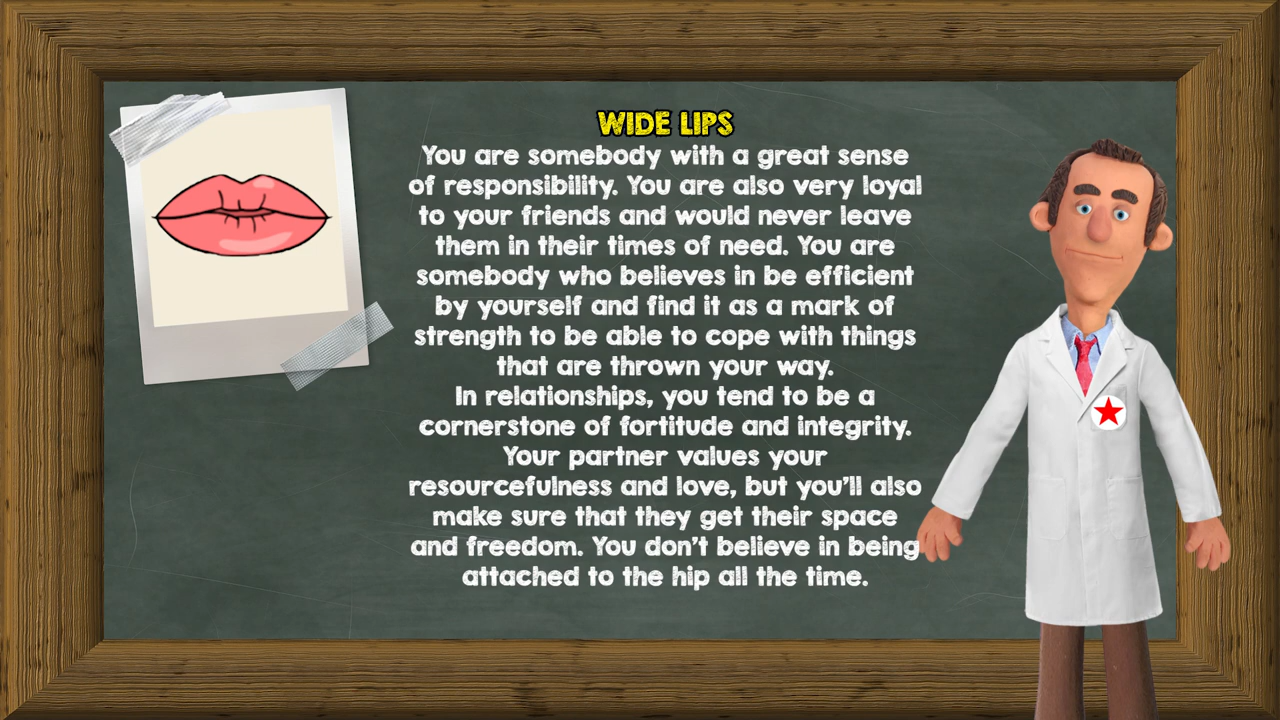 WIDE LIPS
You are somebody with a great sense
of responsibility. You are also very loyal
to your friends and would never leave
them in their times of need. You are
somebody who believes in be efficient
by yourself and find it as a mark of
strength to be able to cope with things
that are thrown your way.
In relationships, you tend to be a
cornerstone of fortitude and integrity.
Your partner values your
resourcefulness and love, but you'll also
make sure that they get their space
and freedom. You don't believe in being
attached to the hip all the time.